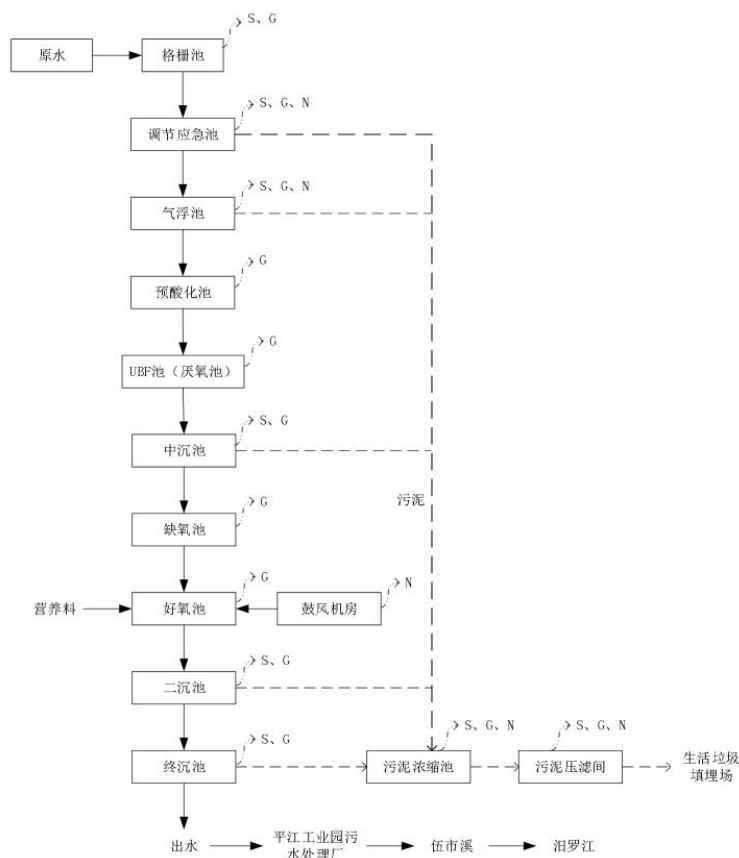 S、G
原水
格栅池
S、G、N
调节应急池
S、G、N
气浮池
G
预酸化池
G
UBF池（厌氧池）
S、G
中沉池
污泥
G
缺氧池
G
N
营养料
好氧池
鼓风机房
S、G
二沉池
S、G
S、G、N
S、G、N
终沉池
污泥浓缩池
污泥压滤间
生活垃圾
填埋场
出水
平江工业园污
水处理厂
伍市溪
汨罗江